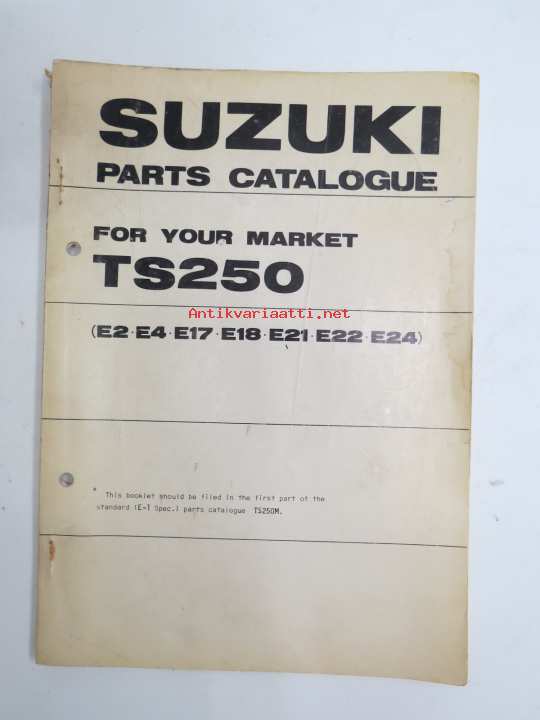 SUZUKI
PARTS CATALOGUE
FOR YOUR MARKET
TS250
Antikvariaatti.net
(E2·E4·E17·E18·E21·E22·E24)
* This booklet should be filed in the first part of the
standard (E-1 Spec.) parts catalogue TS250M.